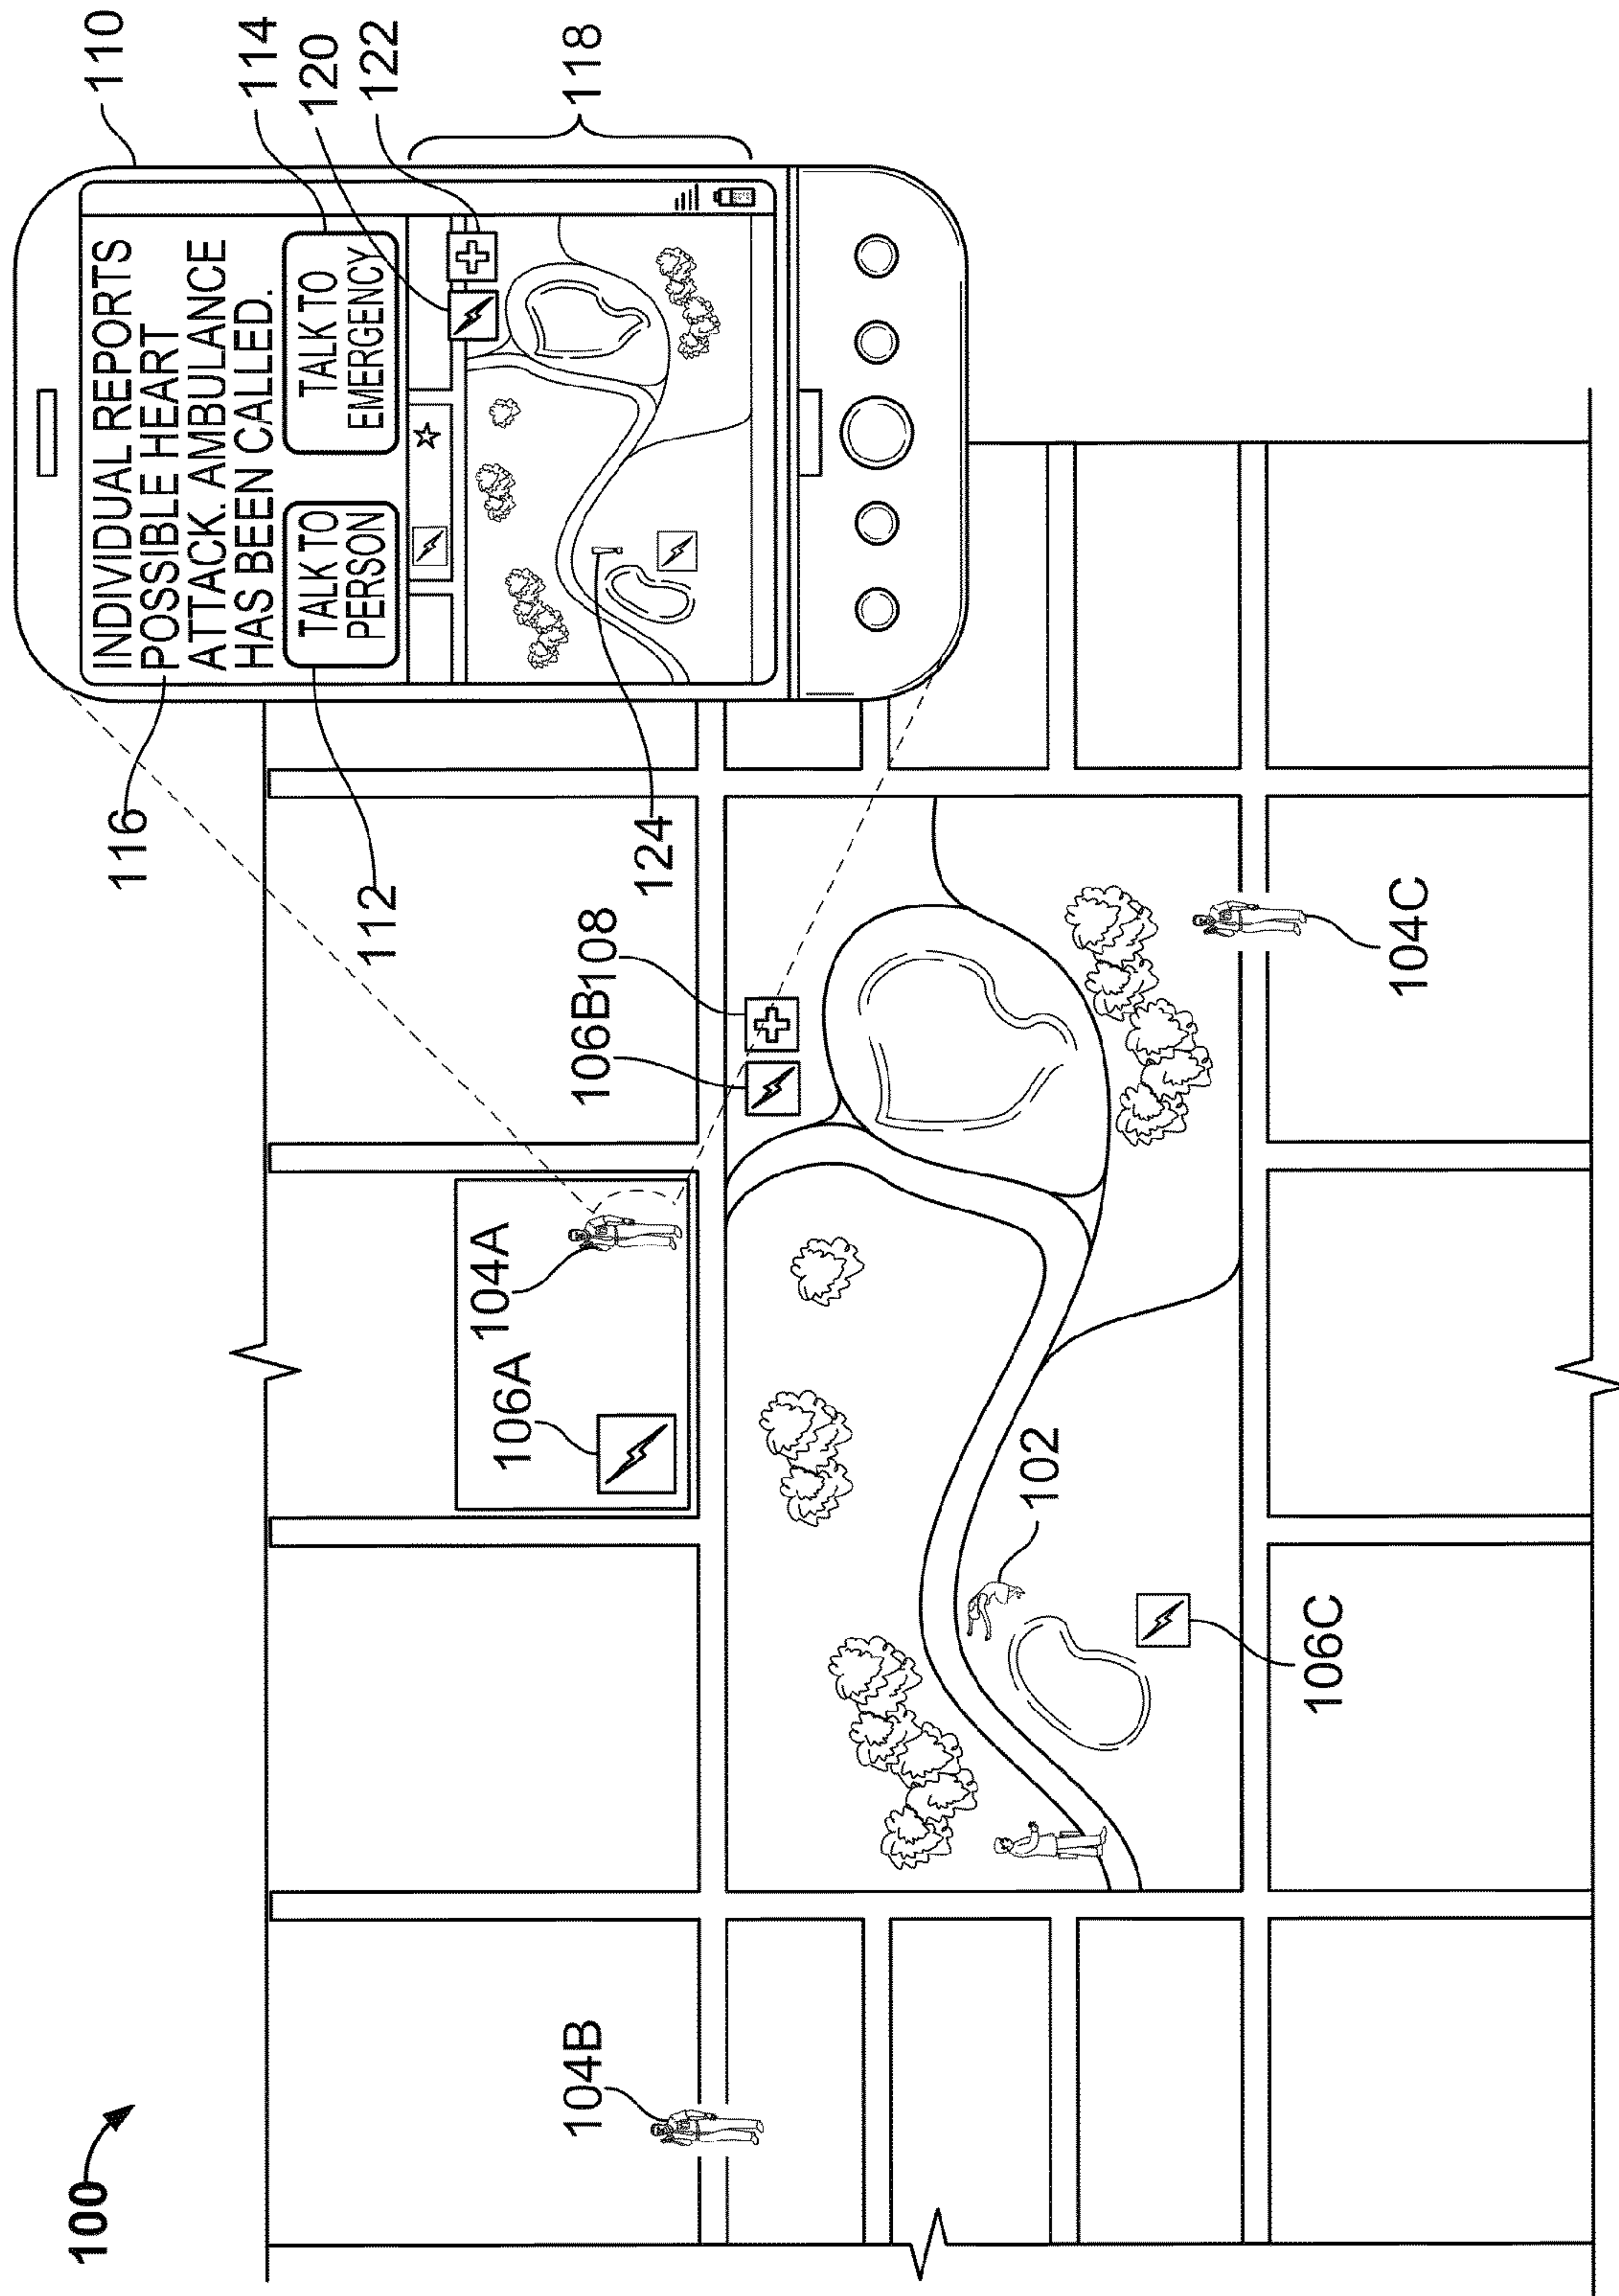 100
110
INDIVIDUAL REPORTS
POSSIBLE HEART
ATTACK. AMBULANCE
HAS BEEN CALLED.
TALK TO
PERSON
TALK TO
EMERGENCY
114
120
122
118
116
112
124
106A
104A
106B
108
104B
102
106C
104C